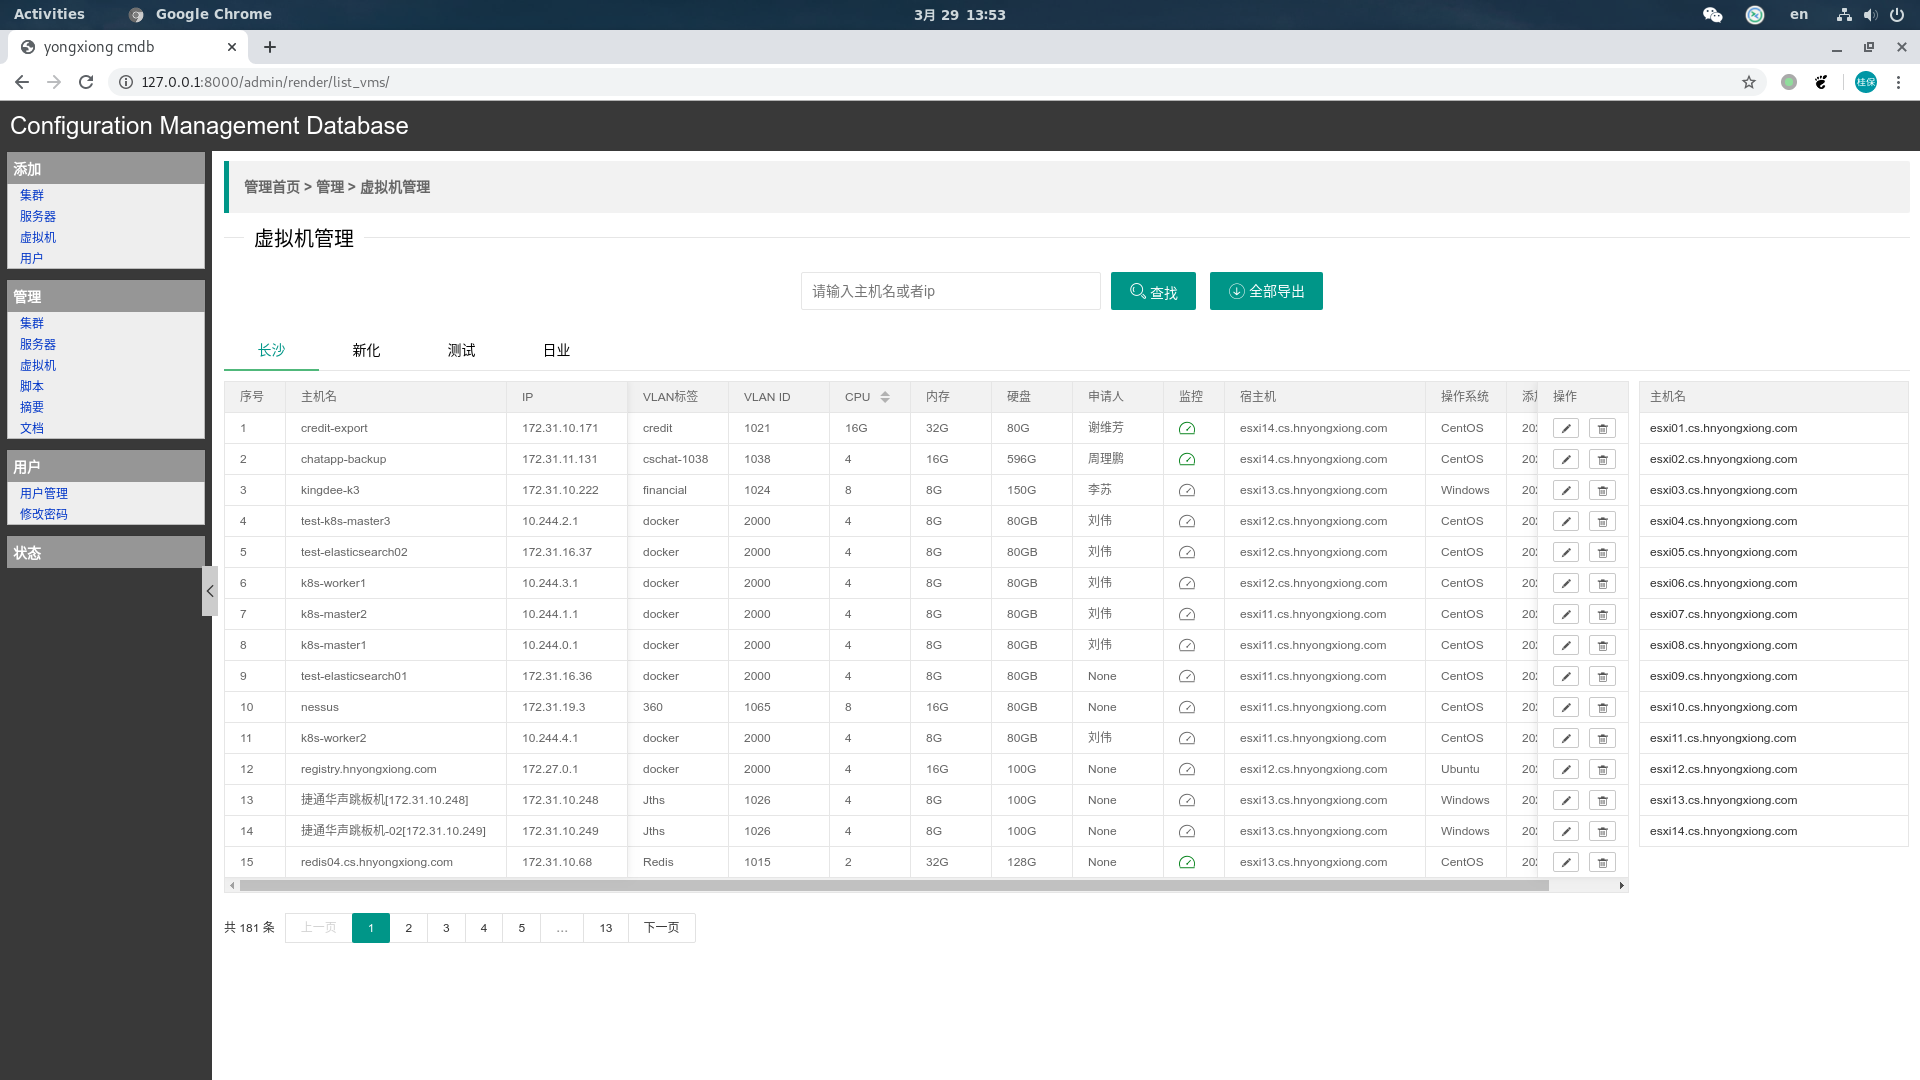 Activities Google Chrome 3月 29 13:53 en
yongxiong cmdb
127.0.0.1:8000/admin/render/list_vms/ 桂保
Configuration Management Database
添加
集群
服务器
虚拟机
用户
管理
集群
服务器
虚拟机
脚本
摘要
文档
用户
用户管理
修改密码
状态
管理首页 > 管理 > 虚拟机管理
虚拟机管理
请输入主机名或者ip 查找 全部导出
长沙 新化 测试 日业
序号 主机名 IP VLAN标签 VLAN ID CPU 内存 硬盘 申请人 监控 宿主机 操作系统 添 操作
1 credit-export 172.31.10.171 credit 1021 16G 32G 80G 谢维芳 esxi14.cs.hnyongxiong.com CentOS 20
2 chatapp-backup 172.31.11.131 cschat-1038 1038 4 16G 596G 周理鹏 esxi14.cs.hnyongxiong.com CentOS 20
3 kingdee-k3 172.31.10.222 financial 1024 8 8G 150G 李苏 esxi13.cs.hnyongxiong.com Windows 20
4 test-k8s-master3 10.244.2.1 docker 2000 4 8G 80GB 刘伟 esxi12.cs.hnyongxiong.com CentOS 20
5 test-elasticsearch02 172.31.16.37 docker 2000 4 8G 80GB 刘伟 esxi12.cs.hnyongxiong.com CentOS 20
6 k8s-worker1 10.244.3.1 docker 2000 4 8G 80GB 刘伟 esxi12.cs.hnyongxiong.com CentOS 20
7 k8s-master2 10.244.1.1 docker 2000 4 8G 80GB 刘伟 esxi11.cs.hnyongxiong.com CentOS 20
8 k8s-master1 10.244.0.1 docker 2000 4 8G 80GB 刘伟 esxi11.cs.hnyongxiong.com CentOS 20
9 test-elasticsearch01 172.31.16.36 docker 2000 4 8G 80GB None esxi11.cs.hnyongxiong.com CentOS 20
10 nessus 172.31.19.3 360 1065 8 16G 80GB None esxi11.cs.hnyongxiong.com CentOS 20
11 k8s-worker2 10.244.4.1 docker 2000 4 8G 80GB 刘伟 esxi11.cs.hnyongxiong.com CentOS 20
12 registry.hnyongxiong.com 172.27.0.1 docker 2000 4 16G 100G None esxi12.cs.hnyongxiong.com Ubuntu 20
13 捷通华声跳板机[172.31.10.248] 172.31.10.248 Jths 1026 4 8G 100G None esxi13.cs.hnyongxiong.com Windows 20
14 捷通华声跳板机-02[172.31.10.249] 172.31.10.249 Jths 1026 4 8G 100G None esxi13.cs.hnyongxiong.com Windows 20
15 redis04.cs.hnyongxiong.com 172.31.10.68 Redis 1015 2 32G 128G None esxi13.cs.hnyongxiong.com CentOS 20
主机名
esxi01.cs.hnyongxiong.com
esxi02.cs.hnyongxiong.com
esxi03.cs.hnyongxiong.com
esxi04.cs.hnyongxiong.com
esxi05.cs.hnyongxiong.com
esxi06.cs.hnyongxiong.com
esxi07.cs.hnyongxiong.com
esxi08.cs.hnyongxiong.com
esxi09.cs.hnyongxiong.com
esxi10.cs.hnyongxiong.com
esxi11.cs.hnyongxiong.com
esxi12.cs.hnyongxiong.com
esxi13.cs.hnyongxiong.com
esxi14.cs.hnyongxiong.com
共 181 条 上一页 1 2 3 4 5 … 13 下一页